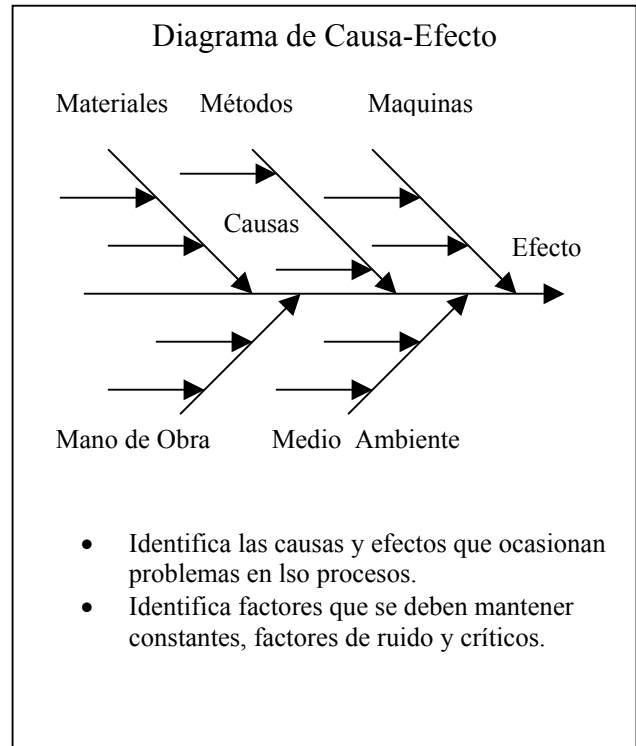 Diagrama de Causa-Efecto
Materiales Métodos Maquinas
Causas
Efecto
Mano de Obra Medio Ambiente
• Identifica las causas y efectos que ocasionan
problemas en lso procesos.
• Identifica factores que se deben mantener
constantes, factores de ruido y críticos.